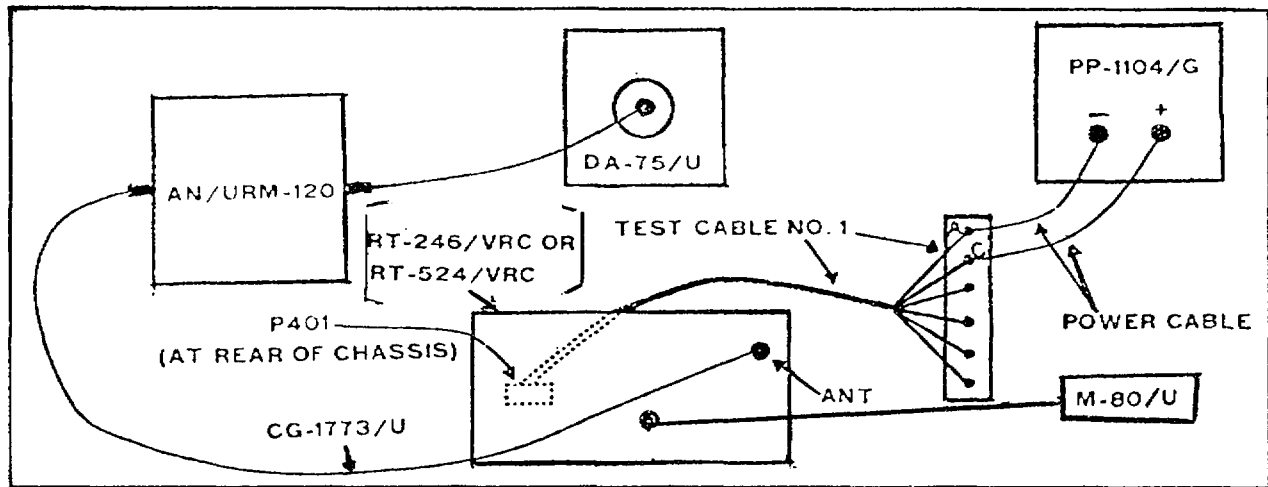 PP-1104/G
− +
DA-75/U
AN/URM-120
RT-246/VRC OR
RT-524/VRC
TEST CABLE NO. 1
A
C
P401
(AT REAR OF CHASSIS)
POWER CABLE
ANT
M-80/U
CG-1773/U